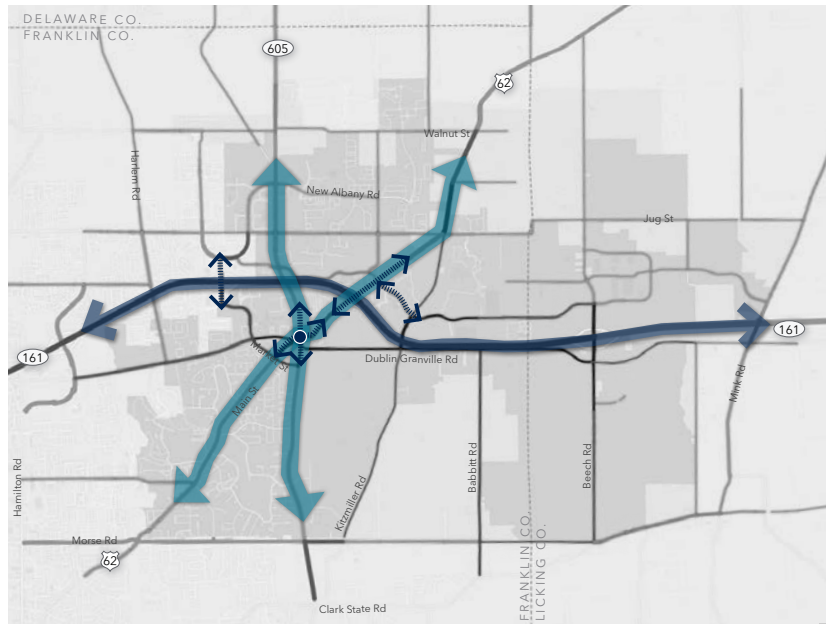 DELAWARE CO.
FRANKLIN CO.
605
62
Walnut St
Harlem Rd
New Albany Rd
Jug St
161
161
Market St
Dublin Granville Rd
Main St
Mink Rd
Hamilton Rd
Kitzmiller Rd
Babbitt Rd
Beech Rd
FRANKLIN CO.
LICKING CO.
Morse Rd
62
Clark State Rd